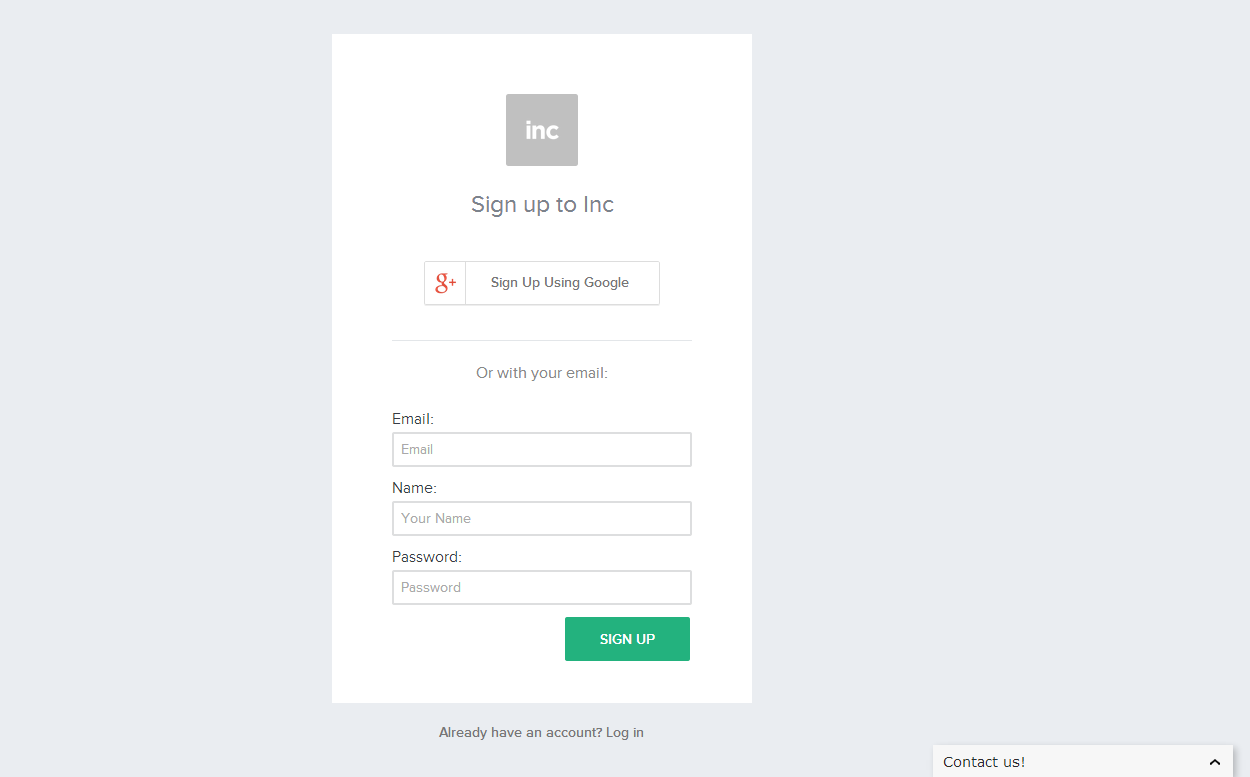 inc
Sign up to Inc
g+ Sign Up Using Google
Or with your email:
Email:
Email
Name:
Your Name
Password:
Password
SIGN UP
Already have an account? Log in
Contact us!